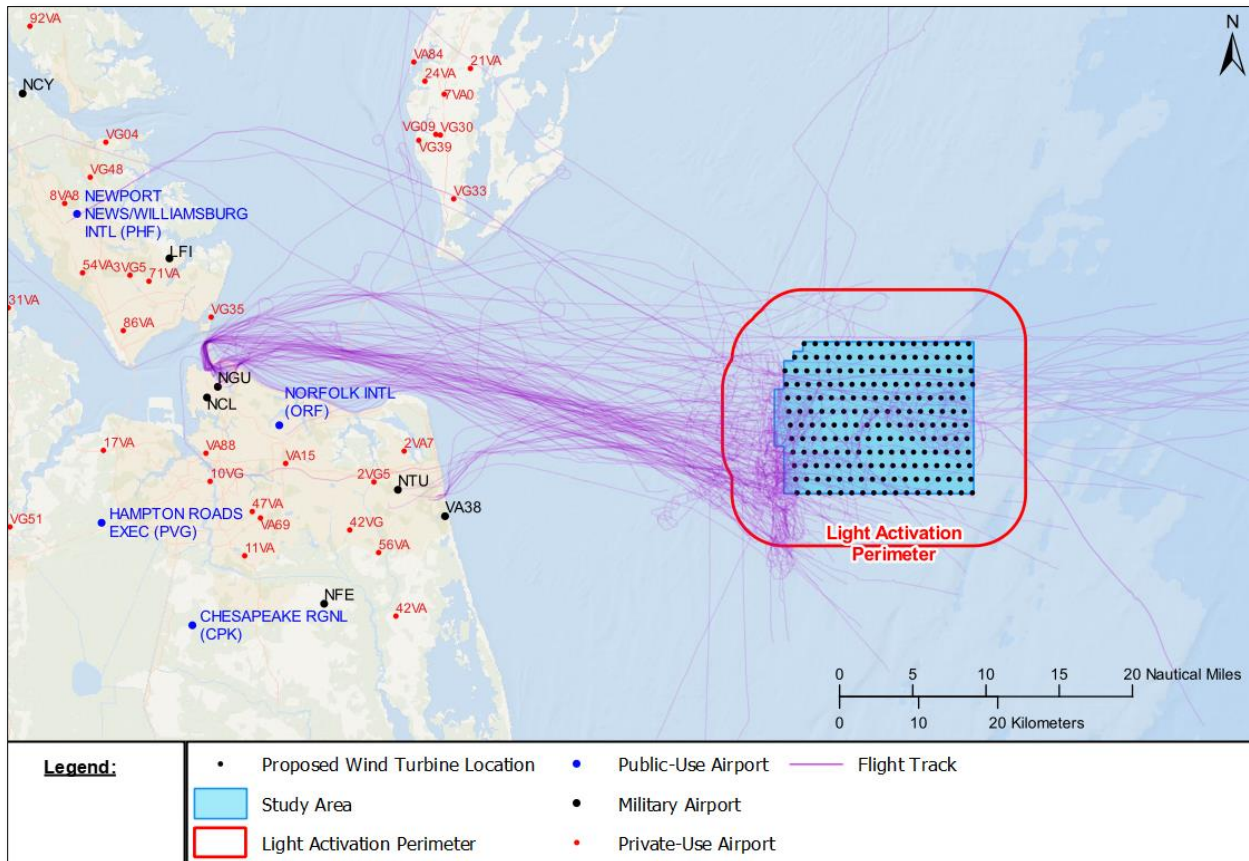 92VA
N
VA84
21VA
24VA
NCY
7VA0
VG09
VG30
VG04
VG39
VG48
8VA8
NEWPORT
NEWS/WILLIAMSBURG
INTL (PHF)
VG33
LFI
54VA
3VG5
71VA
31VA
VG35
86VA
NGU
NCL
NORFOLK INTL
(ORF)
17VA
VA88
VA15
2VA7
10VG
2VG5
NTU
47VA
VA69
VA38
VG51
HAMPTON ROADS
EXEC (PVG)
42VG
11VA
56VA
Light Activation
Perimeter
NFE
42VA
CHESAPEAKE RGNL
(CPK)
0 5 10 15 20 Nautical Miles
0 10 20 Kilometers
Legend:
Proposed Wind Turbine Location
Public-Use Airport
Flight Track
Study Area
Military Airport
Light Activation Perimeter
Private-Use Airport